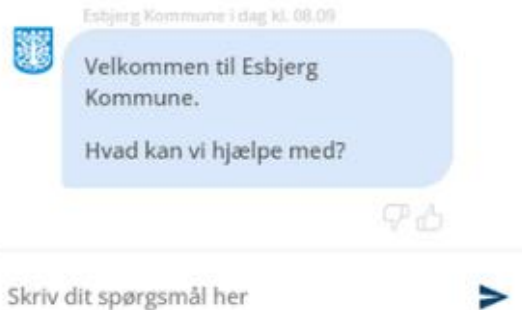 Esbjerg Kommune i dag kl. 08.09
Velkommen til Esbjerg
Kommune.
Hvad kan vi hjælpe med?
Skriv dit spørgsmål her